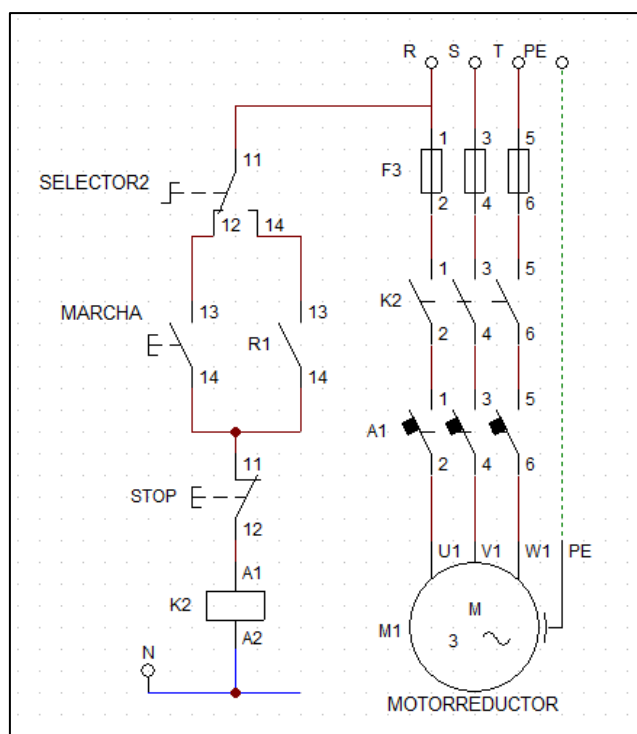 R S T PE
11
SELECTOR2
12 14
1 3 5
F3
2 4 6
MARCHA
13 13
R1
14 14
1 3 5
K2
2 4 6
1 3 5
A1
2 4 6
11
STOP
12
A1
K2
A2
N
U1 V1 W1 PE
M
M1
3
MOTORREDUCTOR